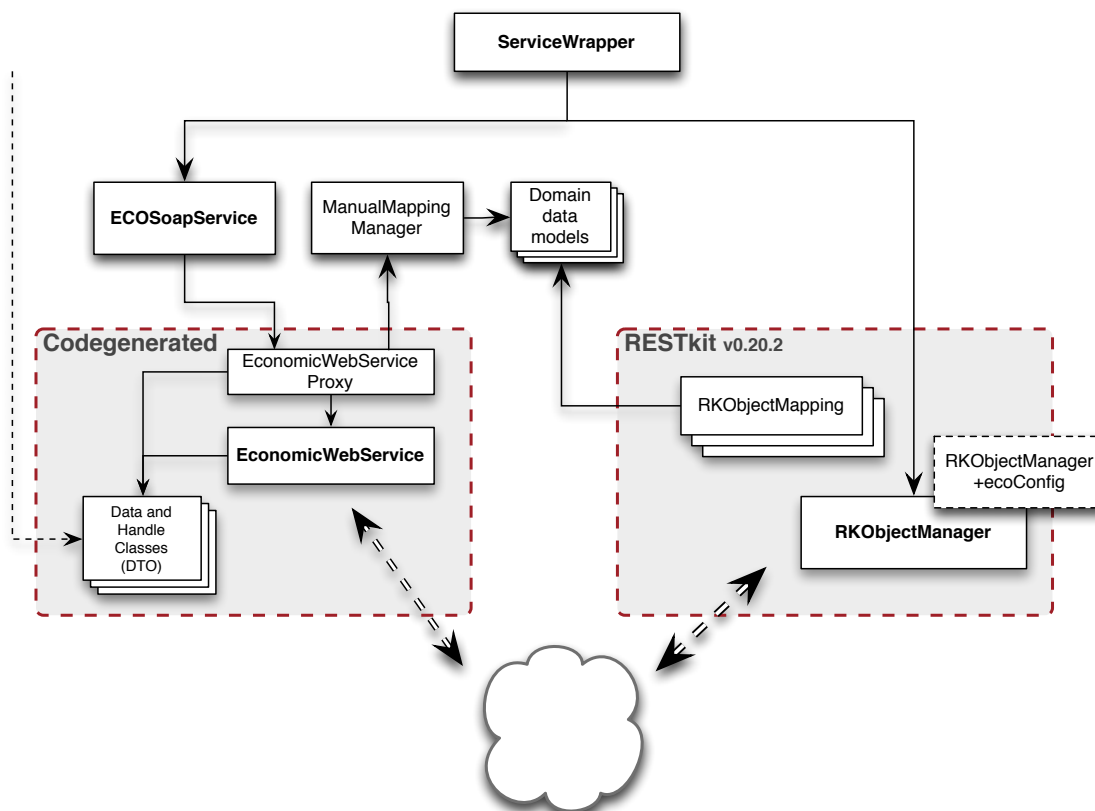 ServiceWrapper
ECOSoapService
ManualMapping
Manager
Domain
data
models
Codegenerated
EconomicWebService
Proxy
EconomicWebService
Data and
Handle
Classes
(DTO)
RESTkit v0.20.2
RKObjectMapping
RKObjectManager
+ecoConfig
RKObjectManager